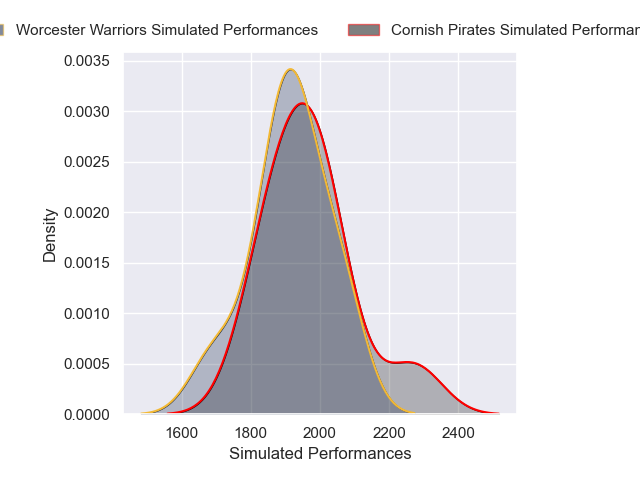 Worcester Warriors Simulated Performances
Cornish Pirates Simulated Performar
0.0035
0.0030
0.0025
0.0020
0.0015
0.0010
0.0005
0.0000
Density
1600 1800 2000 2200 2400
Simulated Performances